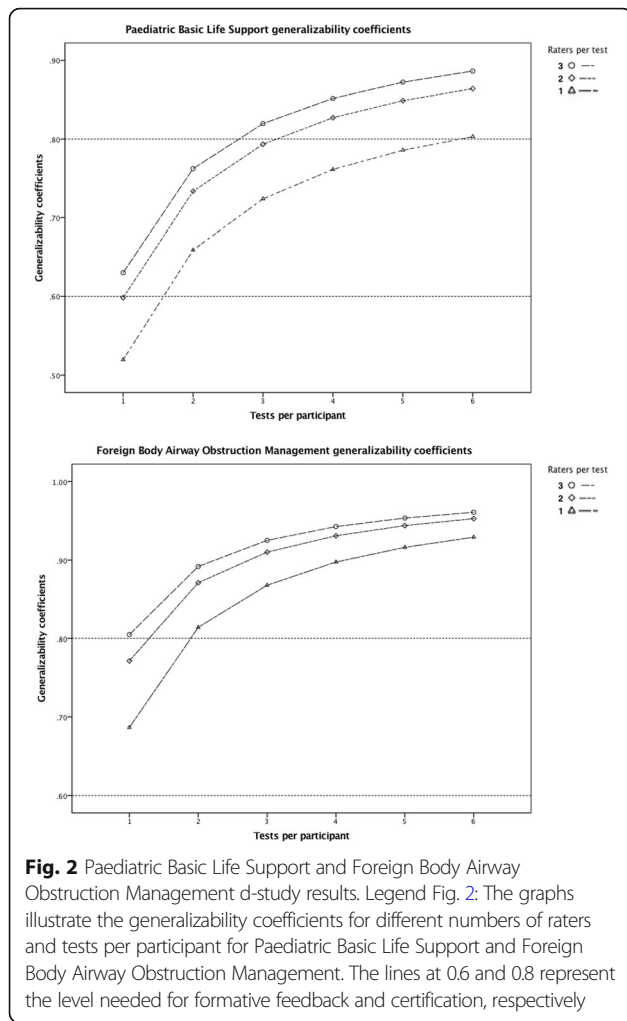 Paediatric Basic Life Support generalizability coefficients
Raters per test
3
2
1
.90
.80
.70
.60
.50
Generalizability coefficients
1 2 3 4 5 6
Tests per participant
Foreign Body Airway Obstruction Management generalizability coefficients
Raters per test
3
2
1
1.00
.90
.80
.70
.60
Generalizability coefficients
1 2 3 4 5 6
Tests per participant
Fig. 2 Paediatric Basic Life Support and Foreign Body Airway
Obstruction Management d-study results. Legend Fig. 2: The graphs
illustrate the generalizability coefficients for different numbers of raters
and tests per participant for Paediatric Basic Life Support and Foreign
Body Airway Obstruction Management. The lines at 0.6 and 0.8 represent
the level needed for formative feedback and certification, respectively